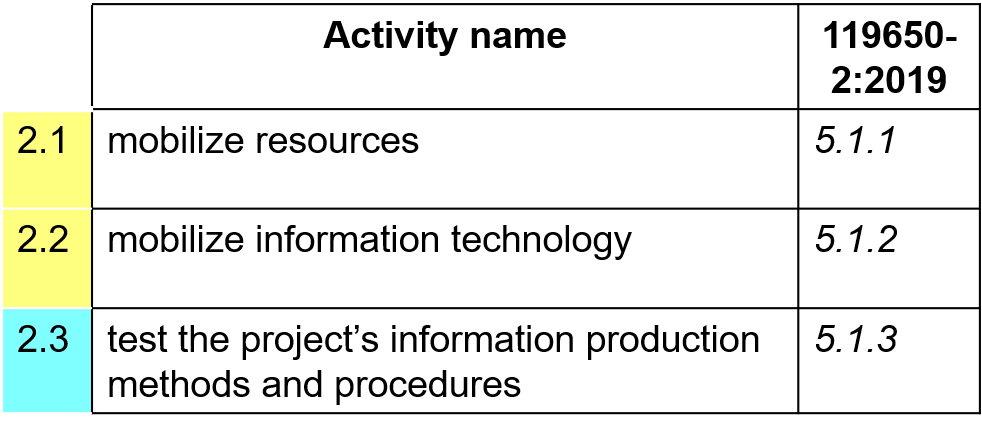 Activity name 119650-
2:2019
2.1 mobilize resources 5.1.1
2.2 mobilize information technology 5.1.2
2.3 test the project’s information production 5.1.3
methods and procedures